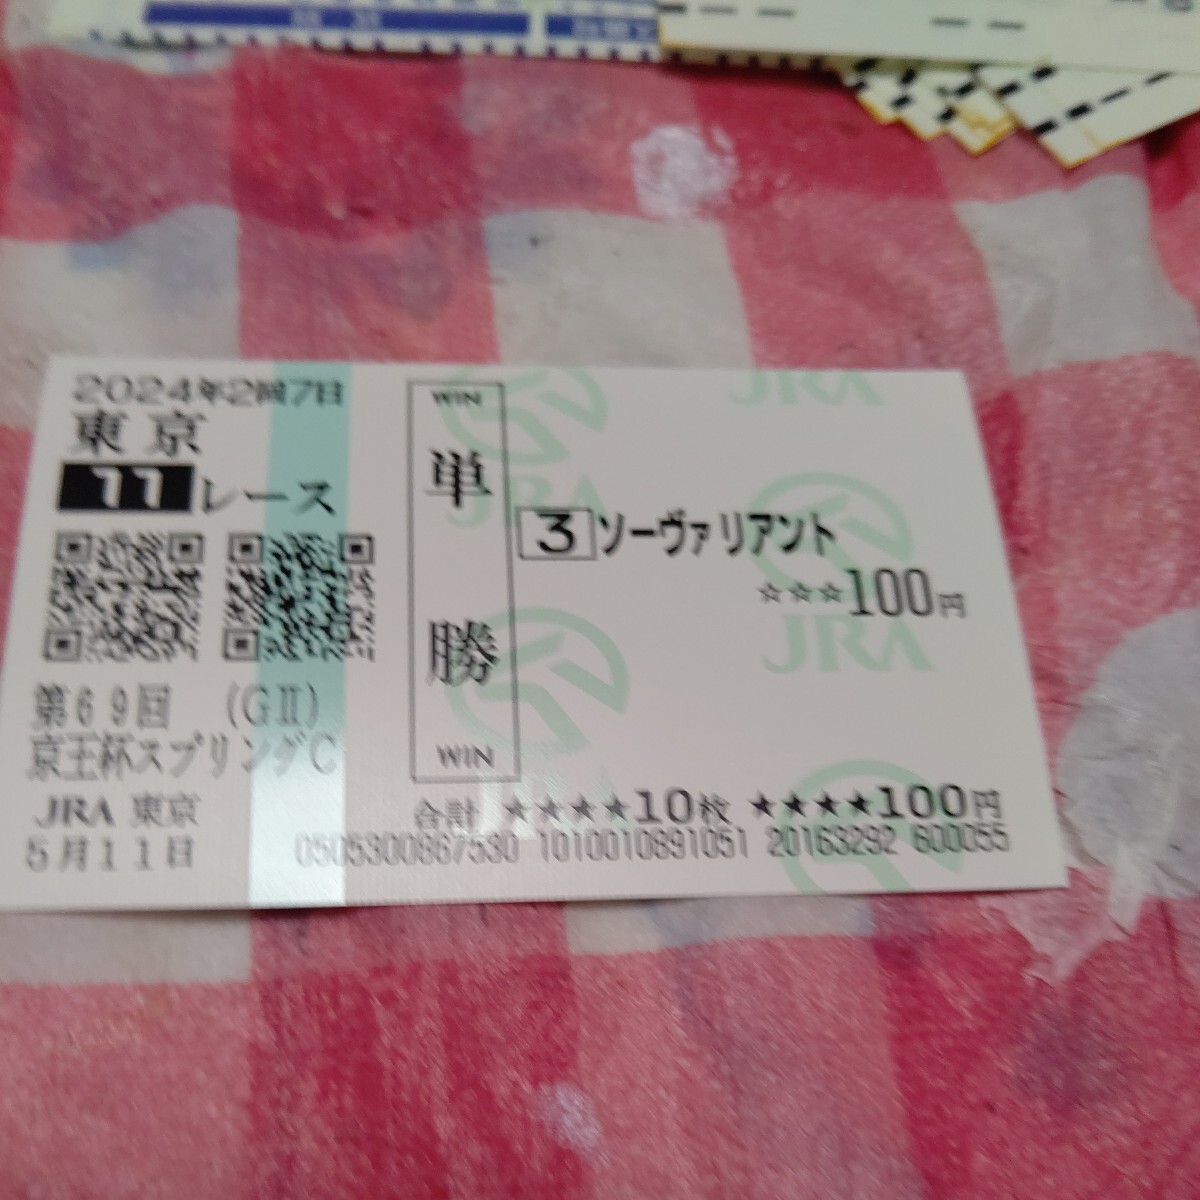 2024年2回7日
東京
11レース
第69回 (GⅡ)
京王杯スプリングC
JRA 東京
5月11日
WIN
単勝
WIN
3 ソーヴァリアント
☆☆☆100円
合計 ★★★★10枚 ★★★★100円
0505300867530 1010010891051 20163292 600055
JRA
JRA
JRA